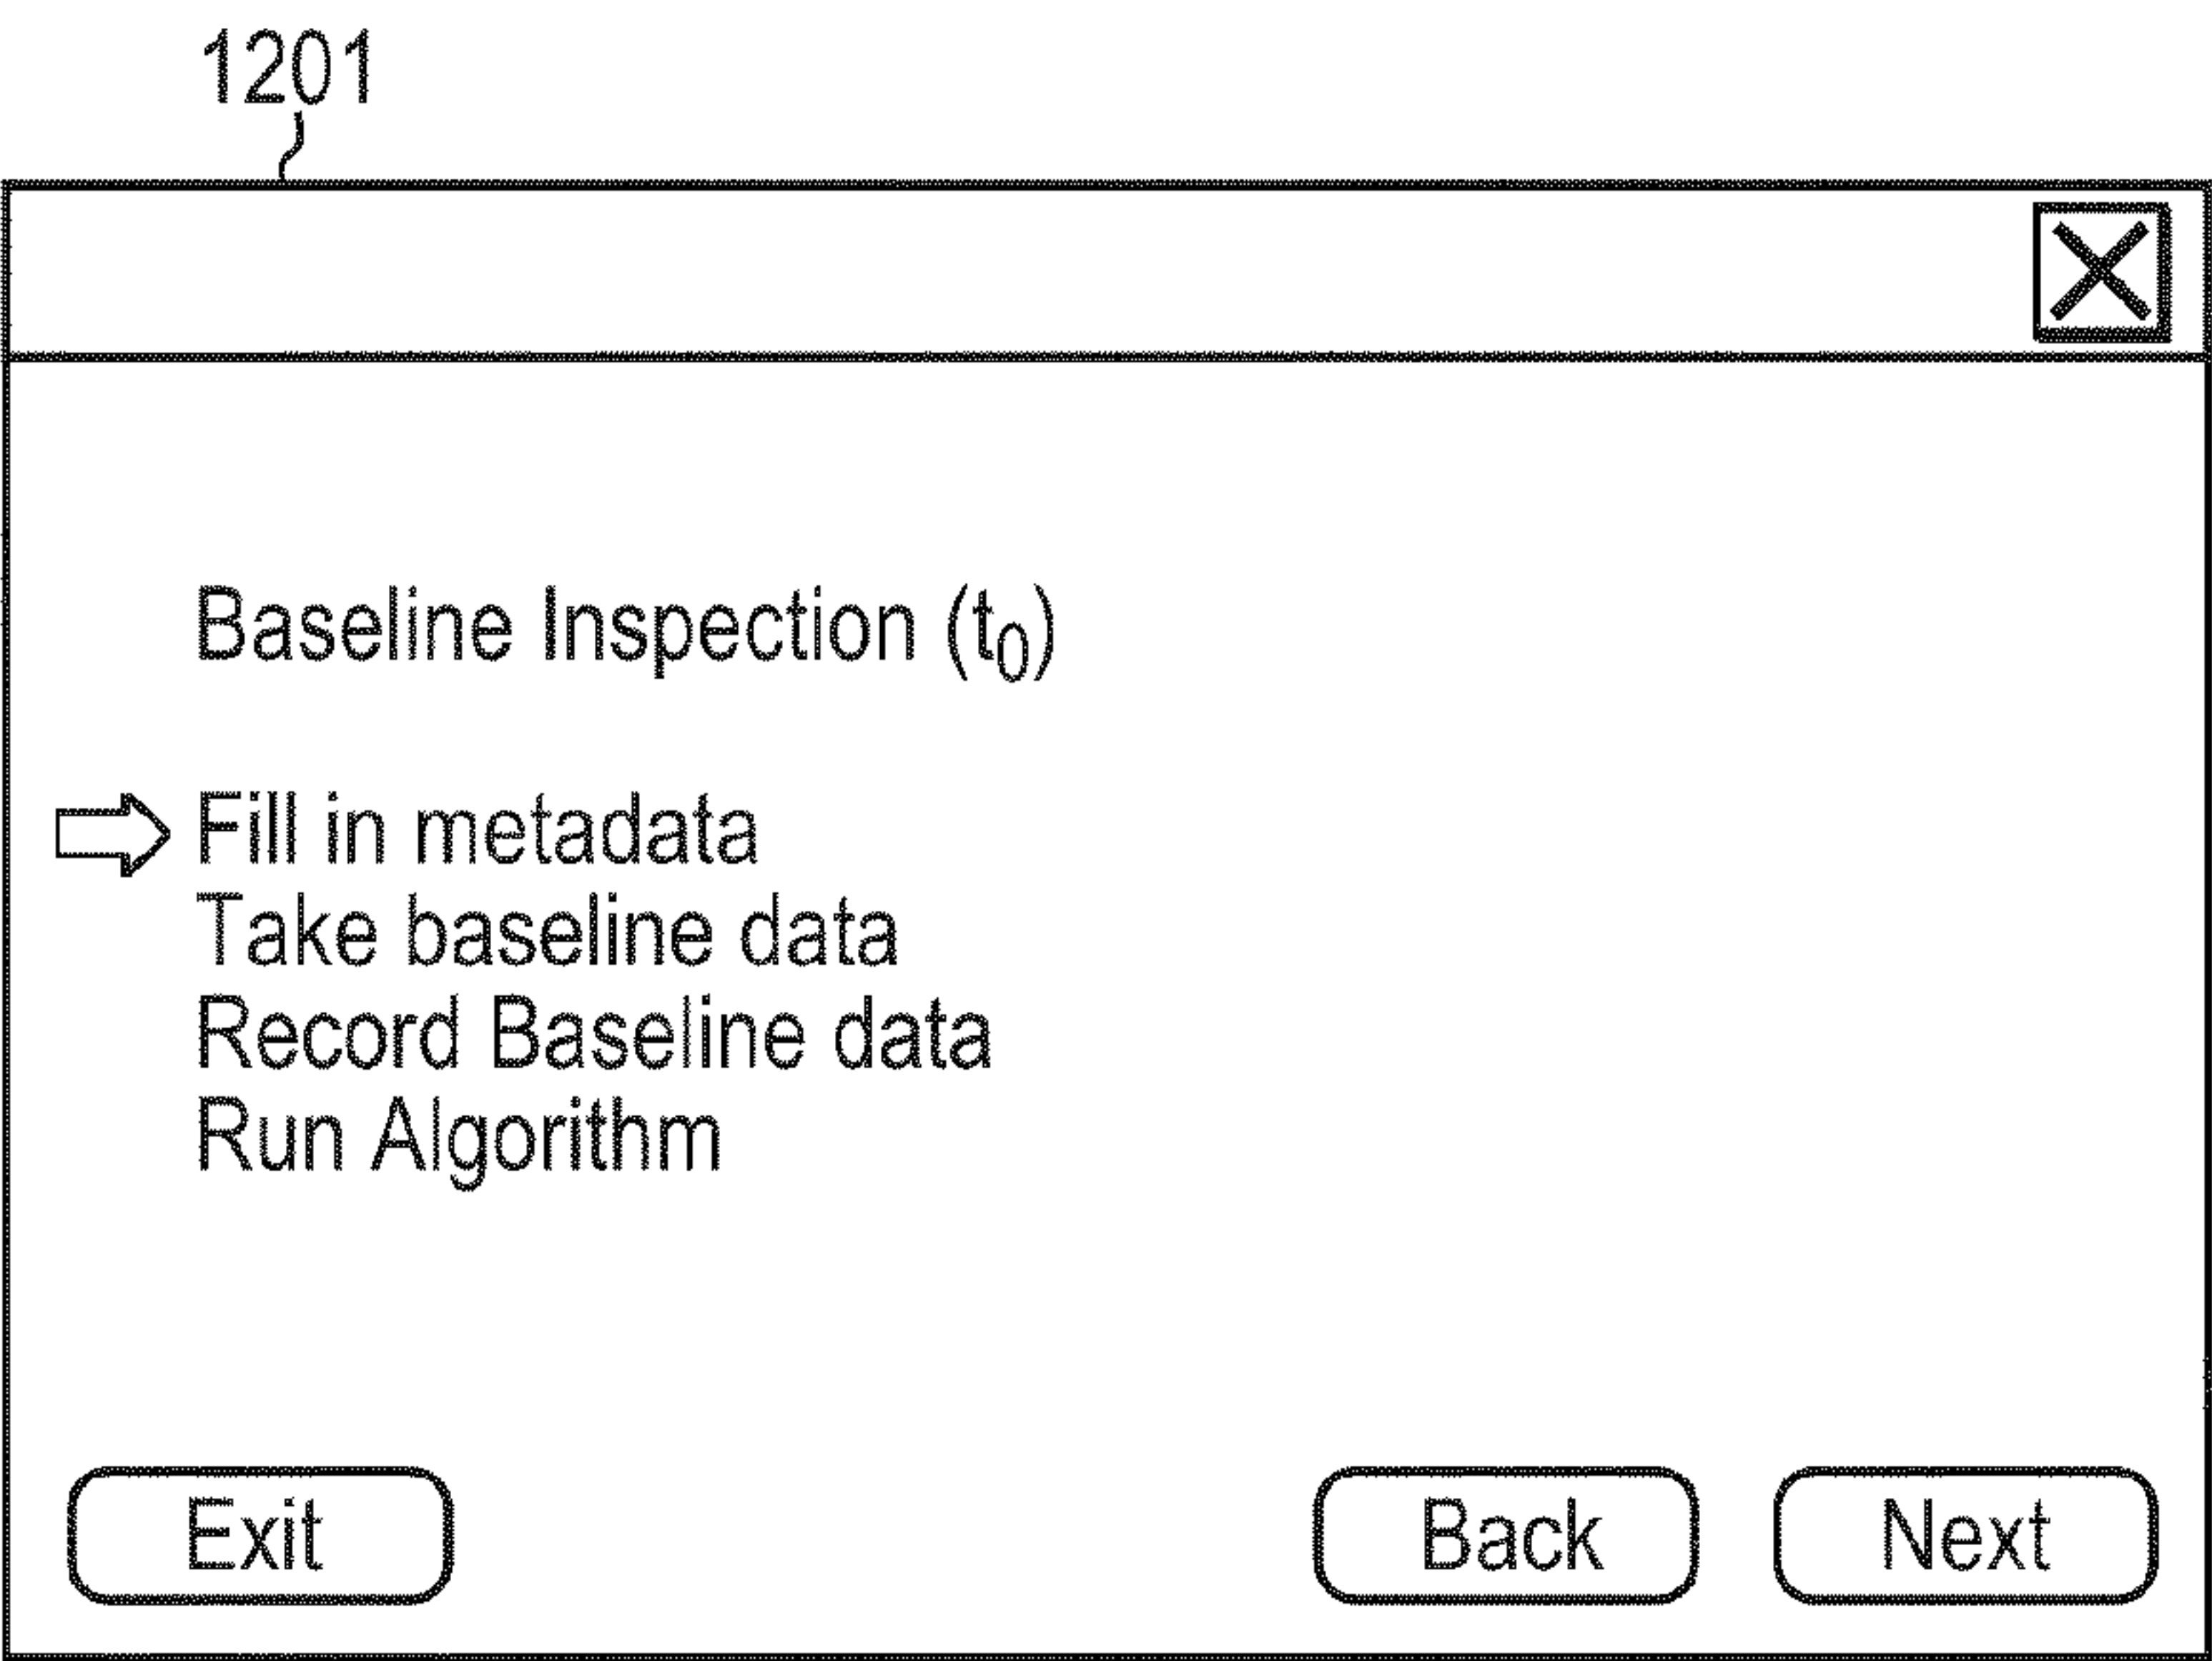 1201
Baseline Inspection (t₀)
Fill in metadata
Take baseline data
Record Baseline data
Run Algorithm
Exit Back Next